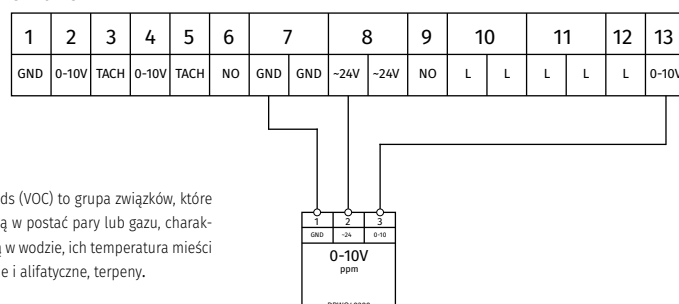 1 2 3 4 5 6 7 8 9 10 11 12 13
GND 0-10V TACH 0-10V TACH NO GND GND ~24V ~24V NO L L L L L 0-10V
ds (VOC) to grupa związków, które
ą w postać pary lub gazu, charak-
ą w wodzie, ich temperatura mieści
e i alifatyczne, terpeny.
1 2 3
GND ~24 0-10
0-10V
ppm